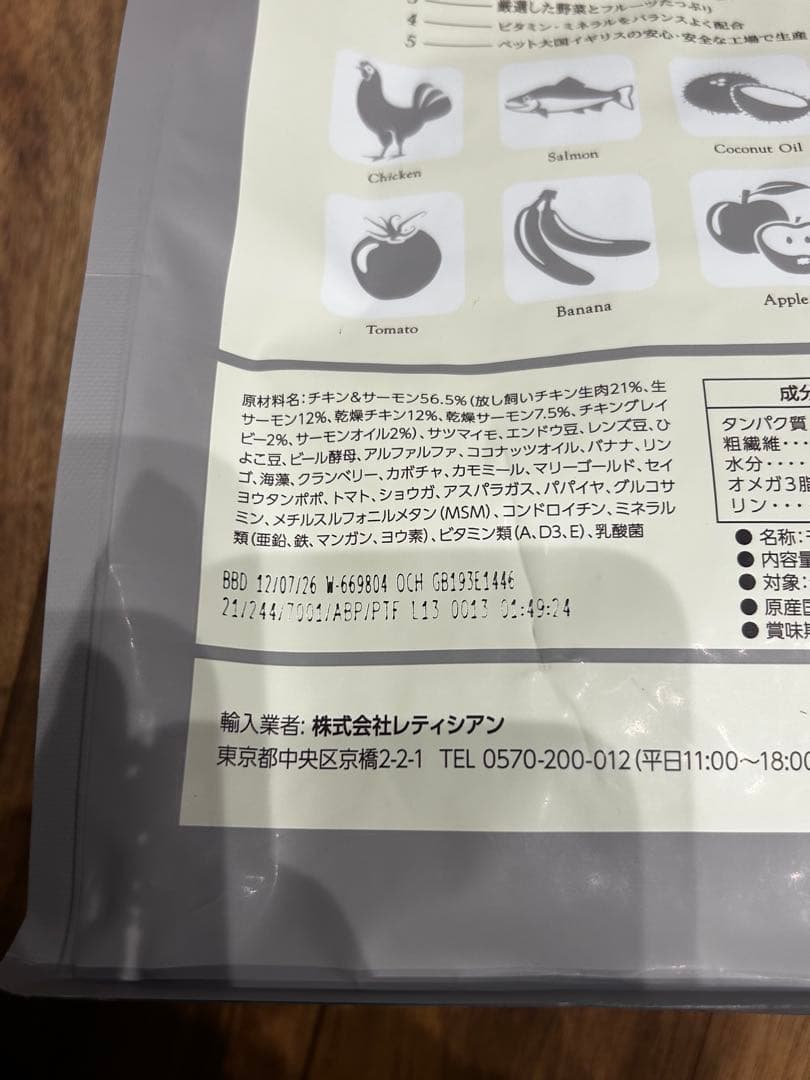 3 厳選した野菜とフルーツたっぷり
4 ビタミン・ミネラルをバランスよく配合
5 ペット大国イギリスの安心・安全な工場で生産
Chicken
Salmon
Coconut Oil
Tomato
Banana
Apple
原材料名:チキン&サーモン56.5%(放し飼いチキン生肉21%、生
サーモン12%、乾燥チキン12%、乾燥サーモン7.5%、チキングレイ
ビー2%、サーモンオイル2%)、サツマイモ、エンドウ豆、レンズ豆、ひ
よこ豆、ビール酵母、アルファルファ、ココナッツオイル、バナナ、リン
ゴ、海藻、クランベリー、カボチャ、カモミール、マリーゴールド、セイ
ヨウタンポポ、トマト、ショウガ、アスパラガス、パパイヤ、グルコサ
ミン、メチルスルフォニルメタン(MSM)、コンドロイチン、ミネラル
類(亜鉛、鉄、マンガン、ヨウ素)、ビタミン類(A、D3、E)、乳酸菌
BBD 12/07/26 W-669804 OCH GB193E1446
21/244/7001/ABP/PTF L13 0013 01:49:24
成分
タンパク質
粗繊維・・・
水分・・・・
オメガ3脂
リン・・・
● 名称:
● 内容量
● 対象:
● 原産国
● 賞味期
輸入業者: 株式会社レティシアン
東京都中央区京橋2-2-1 TEL 0570-200-012(平日11:00〜18:00